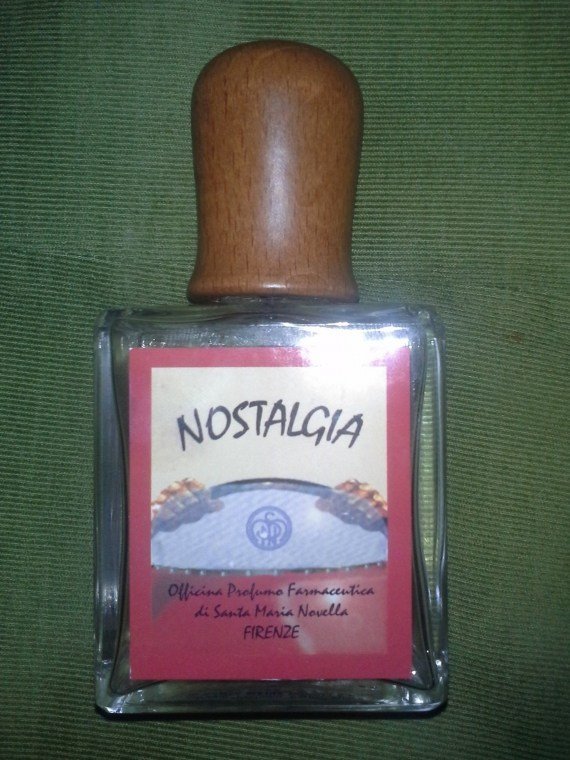 NOSTALGIA
Officina Profumo Farmaceutica
di Santa Maria Novella
FIRENZE